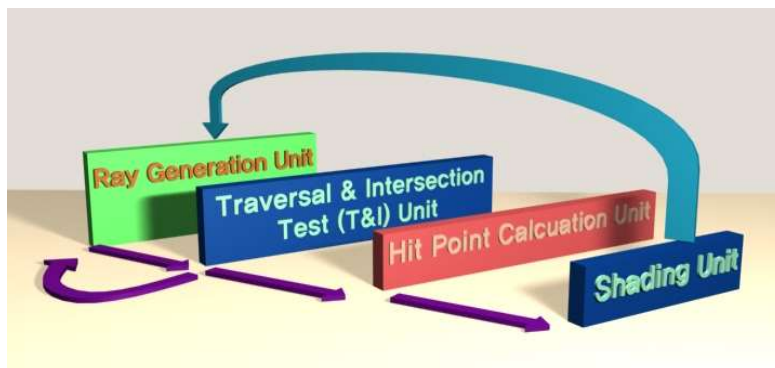 Ray Generation Unit
Traversal & Intersection
Test (T&I) Unit
Hit Point Calcuation Unit
Shading Unit